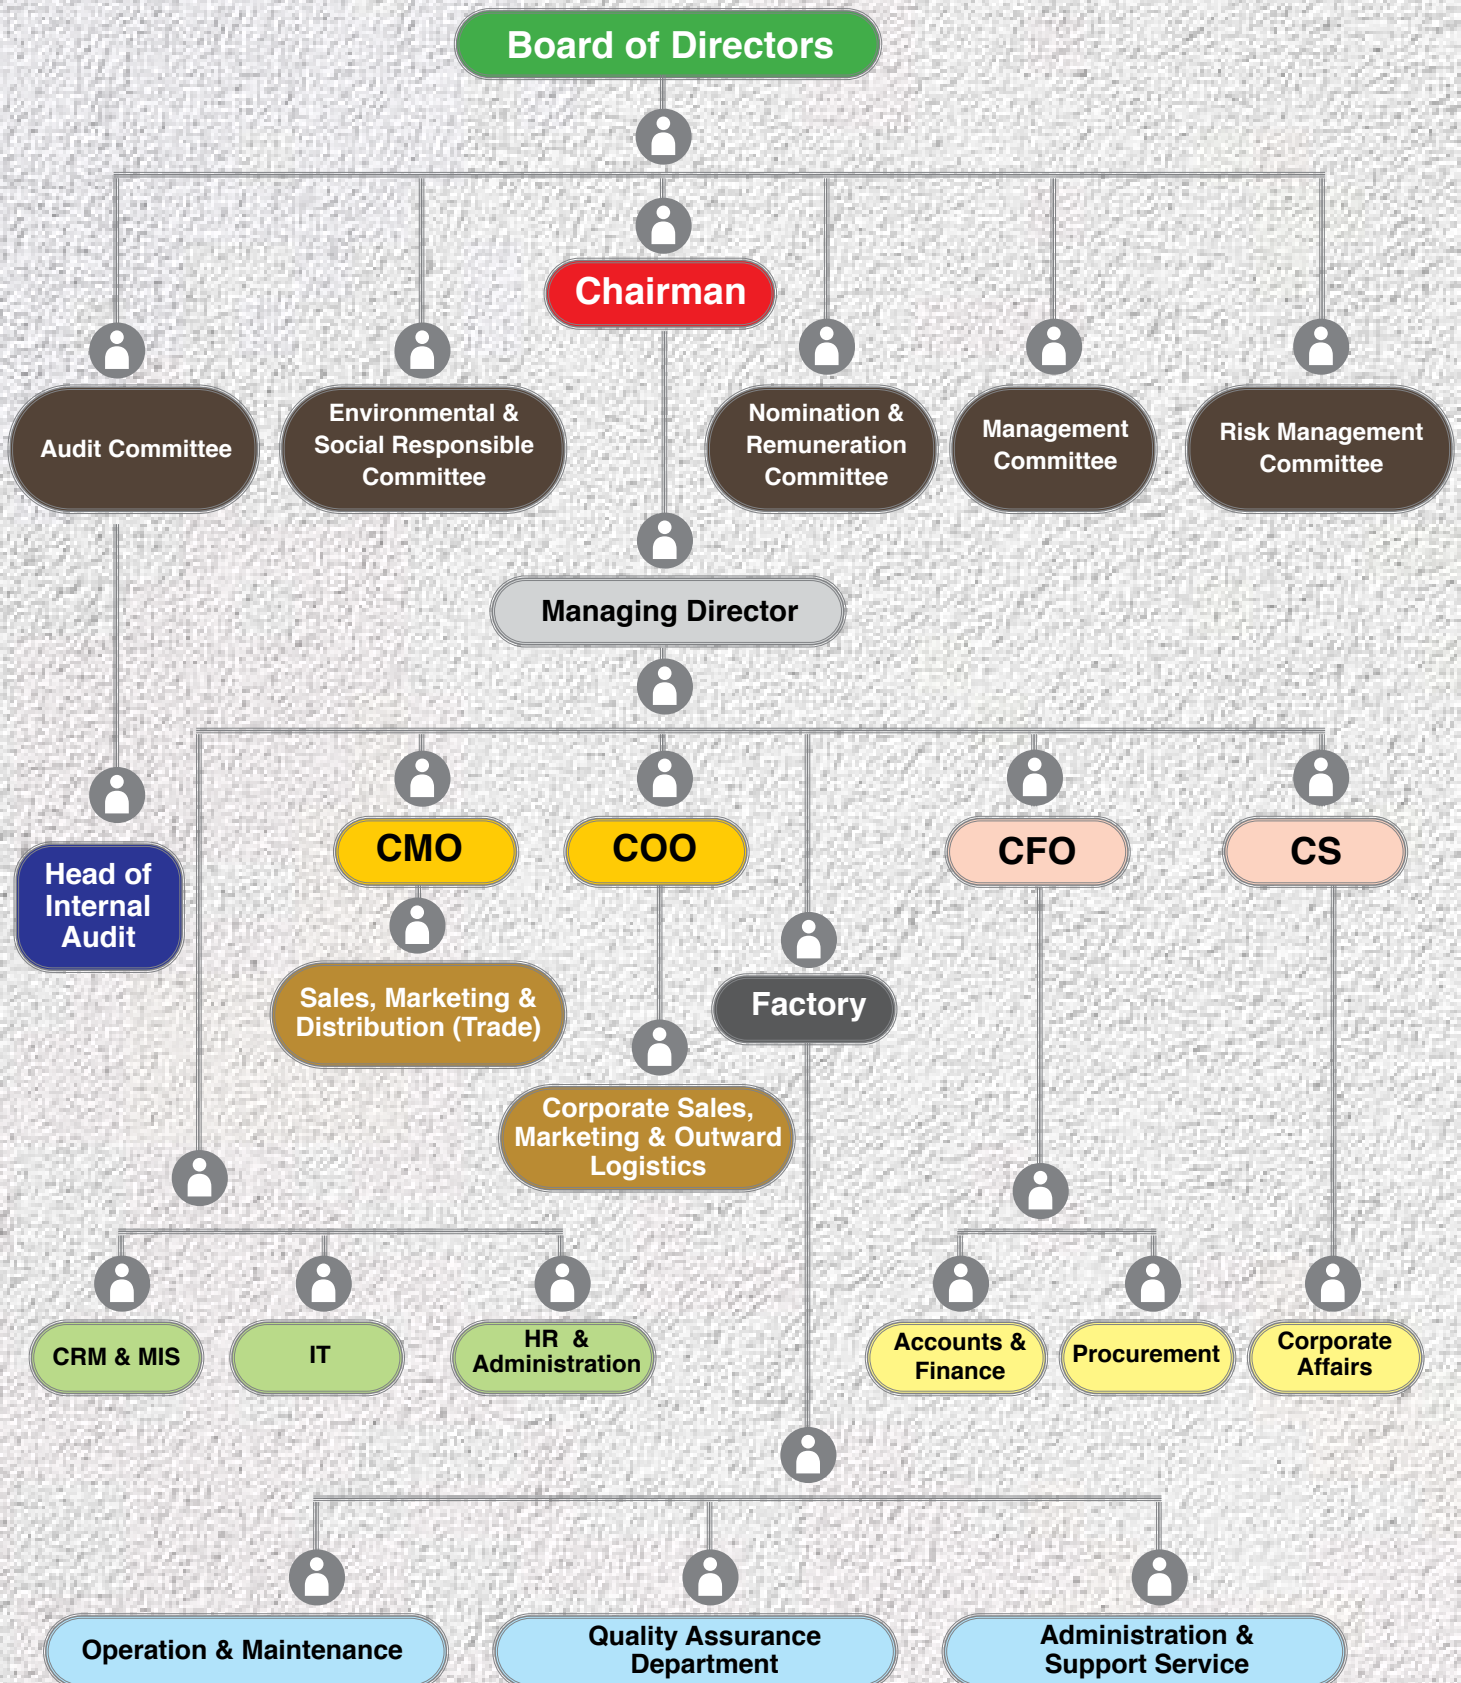 Board of Directors
Chairman
Audit Committee
Environmental &
Social Responsible
Committee
Nomination &
Remuneration
Committee
Management
Committee
Risk Management
Committee
Managing Director
CMO
COO
CFO
CS
Head of
Internal
Audit
Sales, Marketing &
Distribution (Trade)
Factory
Corporate Sales,
Marketing & Outward
Logistics
CRM & MIS
IT
HR & 
Administration
Accounts &
Finance
Procurement
Corporate
Affairs
Operation & Maintenance
Quality Assurance
Department
Administration &
Support Service